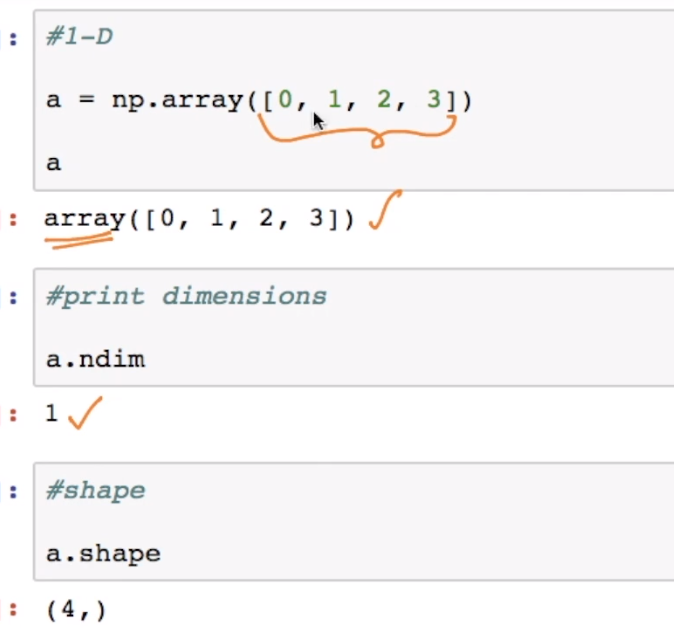 #1-D
a = np.array([0, 1, 2, 3])
a
array([0, 1, 2, 3])
#print dimensions
a.ndim
1
#shape
a.shape
(4,)